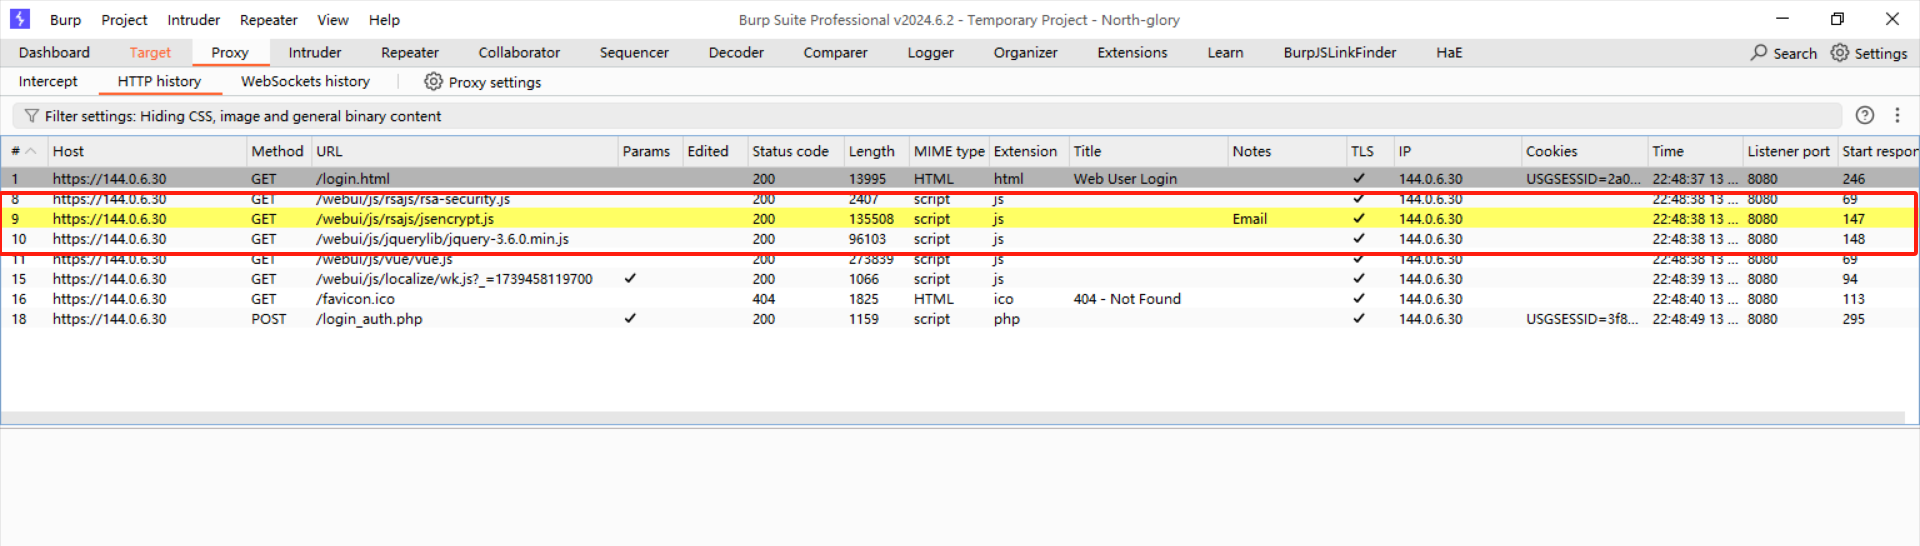 Burp Project Intruder Repeater View Help Burp Suite Professional v2024.6.2 - Temporary Project - North-glory
Dashboard Target Proxy Intruder Repeater Collaborator Sequencer Decoder Comparer Logger Organizer Extensions Learn BurpJSLinkFinder HaE Search Settings
Intercept HTTP history WebSockets history Proxy settings
Filter settings: Hiding CSS, image and general binary content
# Host Method URL Params Edited Status code Length MIME type Extension Title Notes TLS IP Cookies Time Listener port Start respon
1 https://144.0.6.30 GET /login.html 200 13995 HTML html Web User Login ✓ 144.0.6.30 USGSESSID=2a0... 22:48:37 13 ... 8080 246
8 https://144.0.6.30 GET /webui/js/rsajs/rsa-security.js 200 2407 script js ✓ 144.0.6.30 22:48:38 13 ... 8080 69
9 https://144.0.6.30 GET /webui/js/rsajs/jsencrypt.js 200 135508 script js Email ✓ 144.0.6.30 22:48:38 13 ... 8080 147
10 https://144.0.6.30 GET /webui/js/jquerylib/jquery-3.6.0.min.js 200 96103 script js ✓ 144.0.6.30 22:48:38 13 ... 8080 148
11 https://144.0.6.30 GET /webui/js/vue/vue.js 200 273839 script js ✓ 144.0.6.30 22:48:38 13 ... 8080 69
15 https://144.0.6.30 GET /webui/js/localize/wk.js?_=1739458119700 ✓ 200 1066 script js ✓ 144.0.6.30 22:48:39 13 ... 8080 94
16 https://144.0.6.30 GET /favicon.ico 404 1825 HTML ico 404 - Not Found ✓ 144.0.6.30 22:48:40 13 ... 8080 113
18 https://144.0.6.30 POST /login_auth.php ✓ 200 1159 script php ✓ 144.0.6.30 USGSESSID=3f8... 22:48:49 13 ... 8080 295